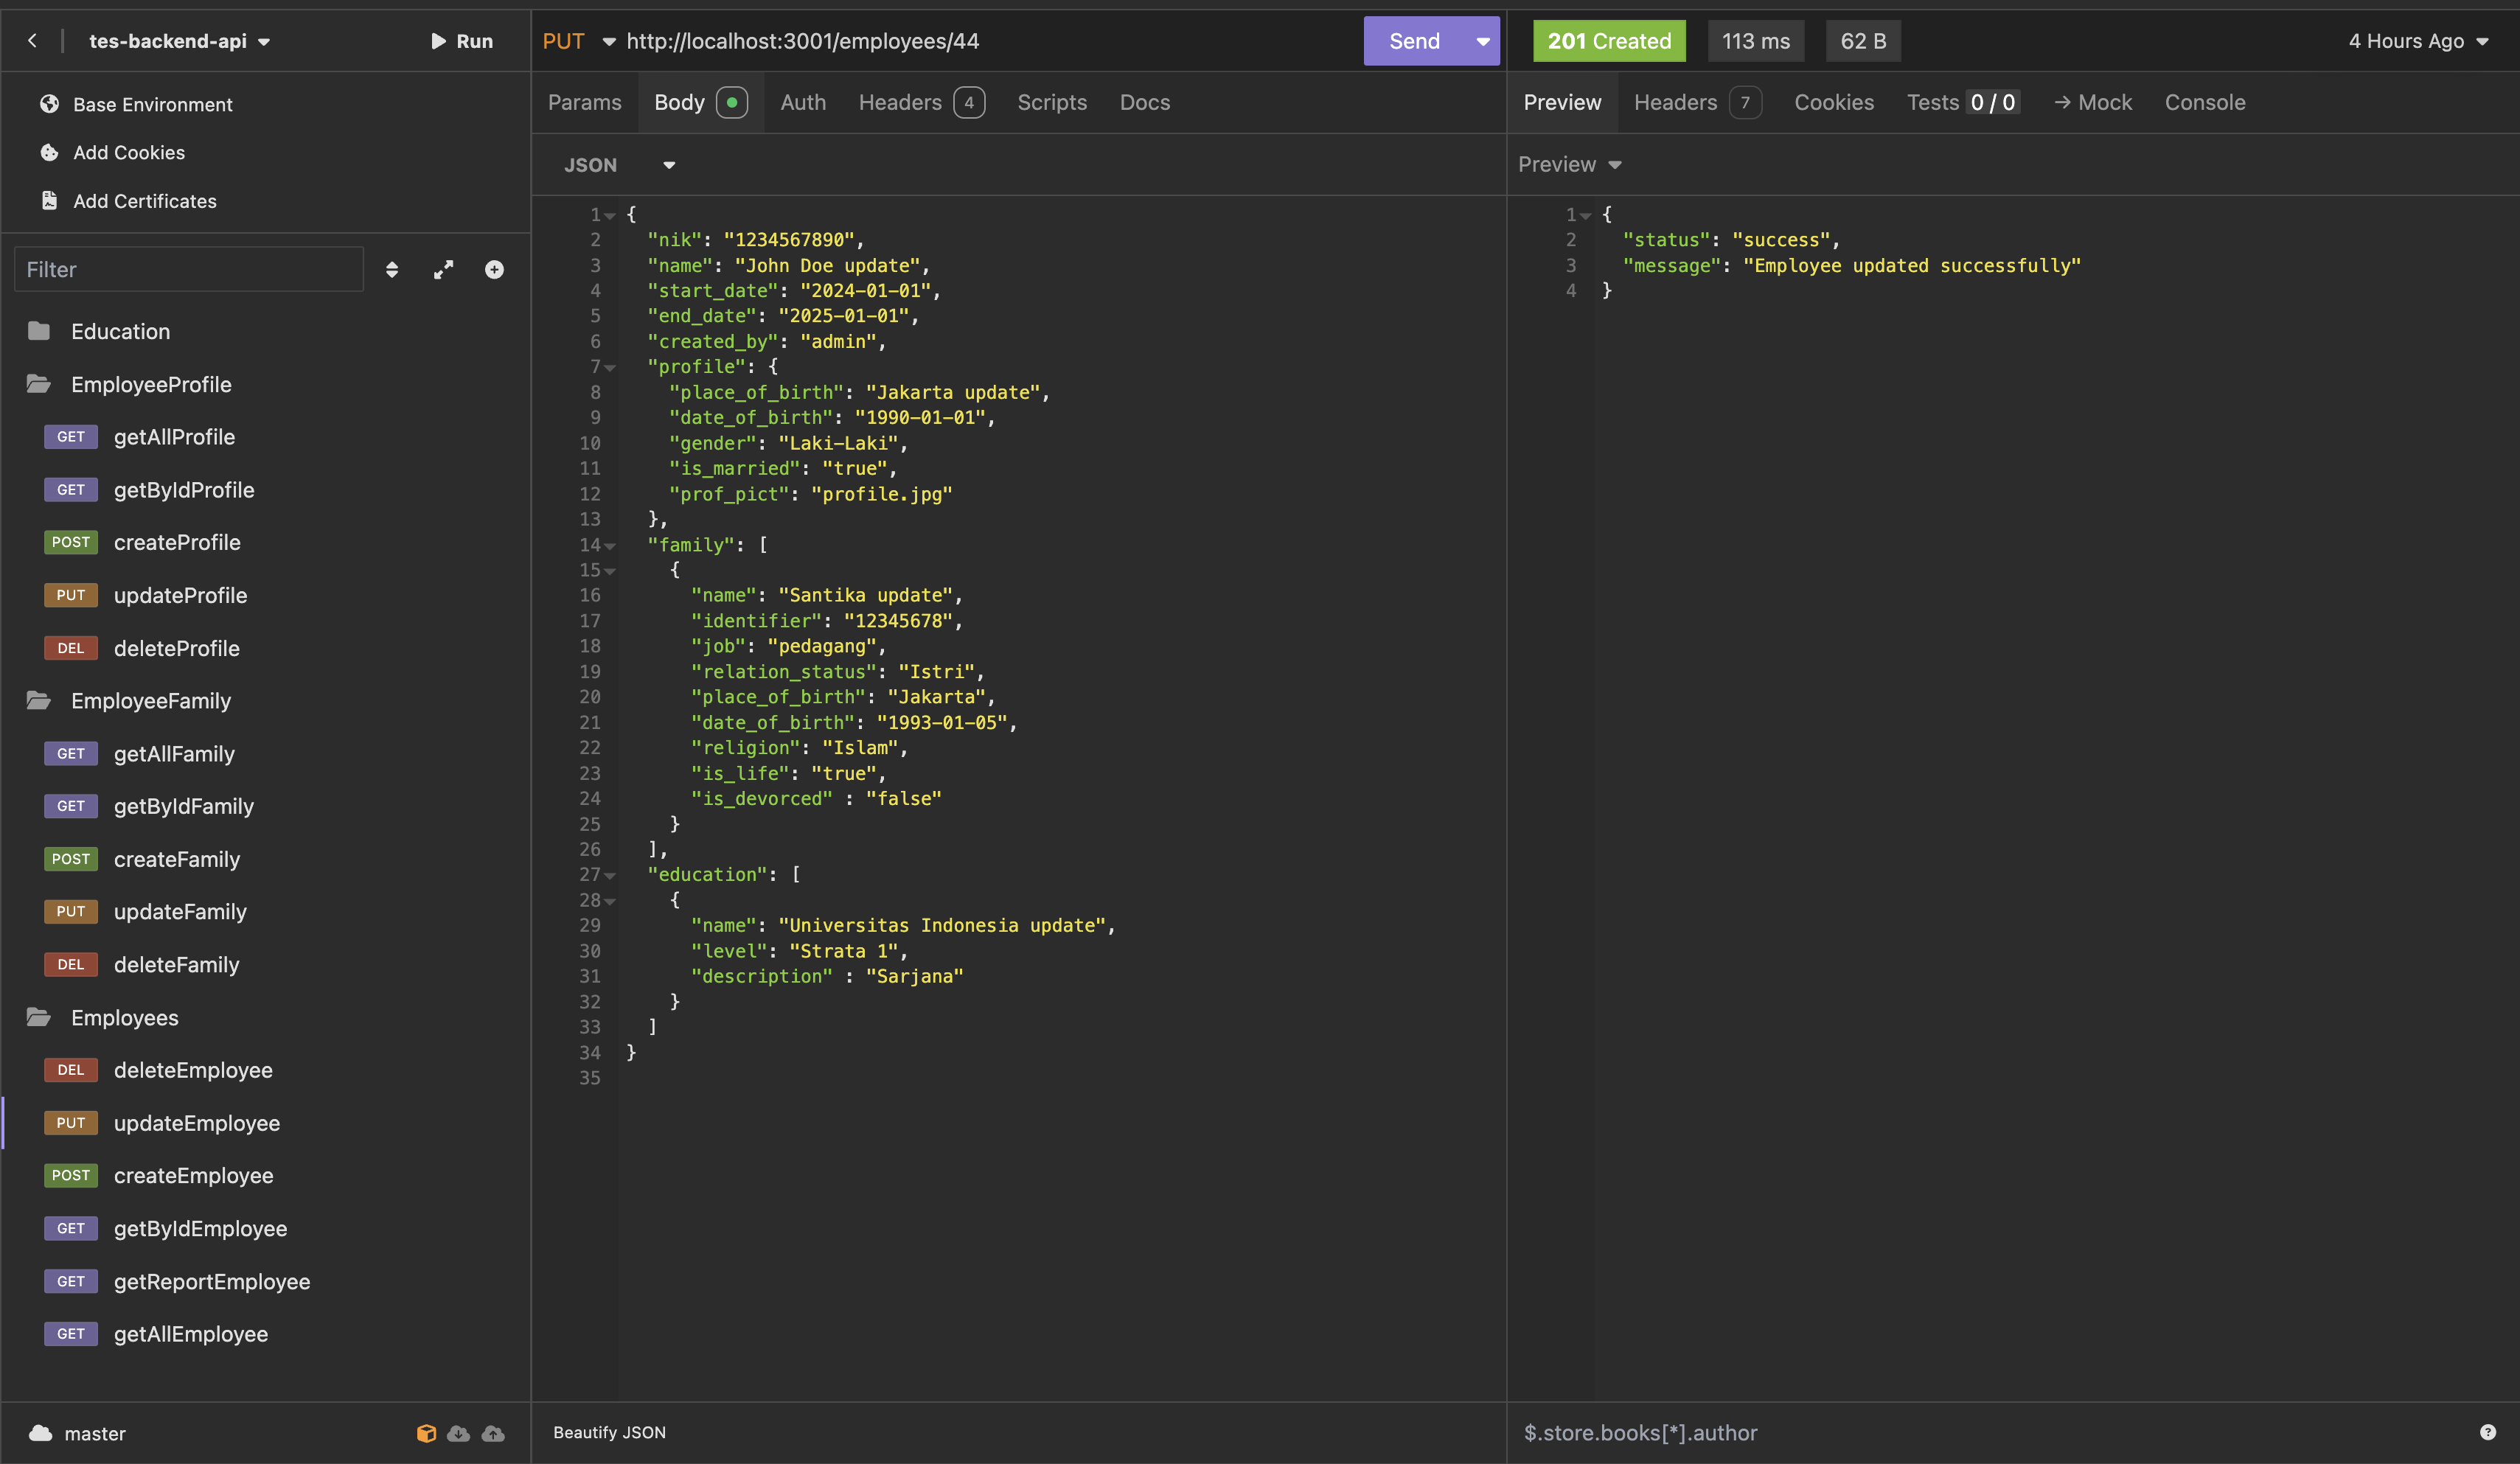 tes-backend-api
Run
Base Environment
Add Cookies
Add Certificates
Filter
Education
EmployeeProfile
GET getAllProfile
GET getByIdProfile
POST createProfile
PUT updateProfile
DEL deleteProfile
EmployeeFamily
GET getAllFamily
GET getByIdFamily
POST createFamily
PUT updateFamily
DEL deleteFamily
Employees
DEL deleteEmployee
PUT updateEmployee
POST createEmployee
GET getByIdEmployee
GET getReportEmployee
GET getAllEmployee
master
PUT http://localhost:3001/employees/44 Send
Params Body Auth Headers 4 Scripts Docs
JSON
1 {
2 "nik": "1234567890",
3 "name": "John Doe update",
4 "start_date": "2024-01-01",
5 "end_date": "2025-01-01",
6 "created_by": "admin",
7 "profile": {
8 "place_of_birth": "Jakarta update",
9 "date_of_birth": "1990-01-01",
10 "gender": "Laki-Laki",
11 "is_married": "true",
12 "prof_pict": "profile.jpg"
13 },
14 "family": [
15 {
16 "name": "Santika update",
17 "identifier": "12345678",
18 "job": "pedagang",
19 "relation_status": "Istri",
20 "place_of_birth": "Jakarta",
21 "date_of_birth": "1993-01-05",
22 "religion": "Islam",
23 "is_life": "true",
24 "is_devorced" : "false"
25 }
26 ],
27 "education": [
28 {
29 "name": "Universitas Indonesia update",
30 "level": "Strata 1",
31 "description" : "Sarjana"
32 }
33 ]
34 }
35
Beautify JSON
201 Created 113 ms 62 B 4 Hours Ago
Preview Headers 7 Cookies Tests 0 / 0 → Mock Console
Preview
1 {
2 "status": "success",
3 "message": "Employee updated successfully"
4 }
$.store.books[*].author
?